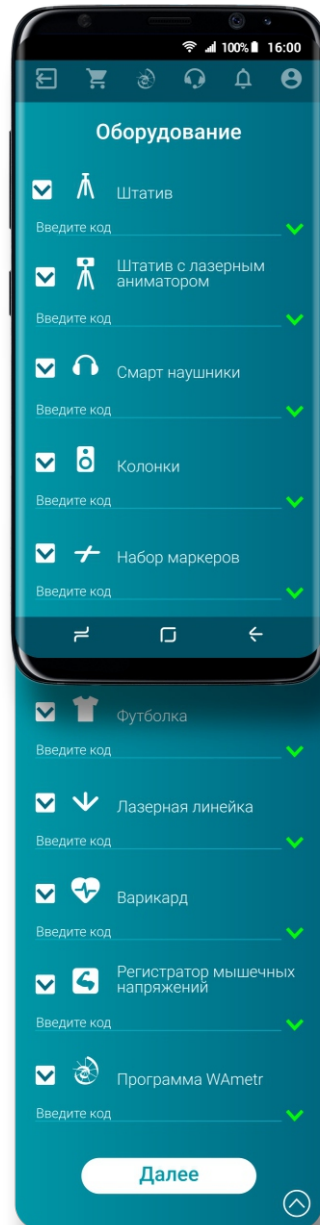 100% 16:00
Оборудование
Штатив
Введите код
Штатив с лазерным
аниматором
Введите код
Смарт наушники
Введите код
Колонки
Введите код
Набор маркеров
Введите код
Футболка
Введите код
Лазерная линейка
Введите код
Варикард
Введите код
Регистратор мышечных
напряжений
Введите код
Программа WAmetr
Введите код
Далее